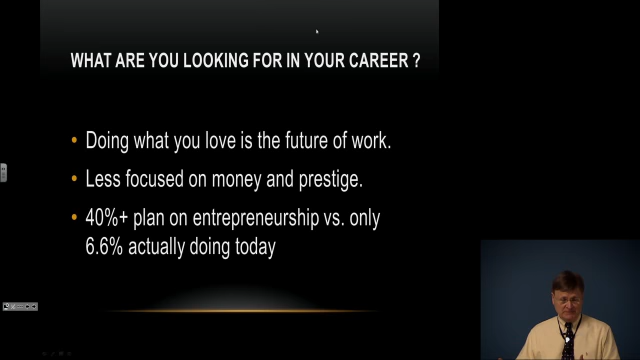 WHAT ARE YOU LOOKING FOR IN YOUR CAREER ?
• Doing what you love is the future of work.
• Less focused on money and prestige.
• 40%+ plan on entrepreneurship vs. only
6.6% actually doing today